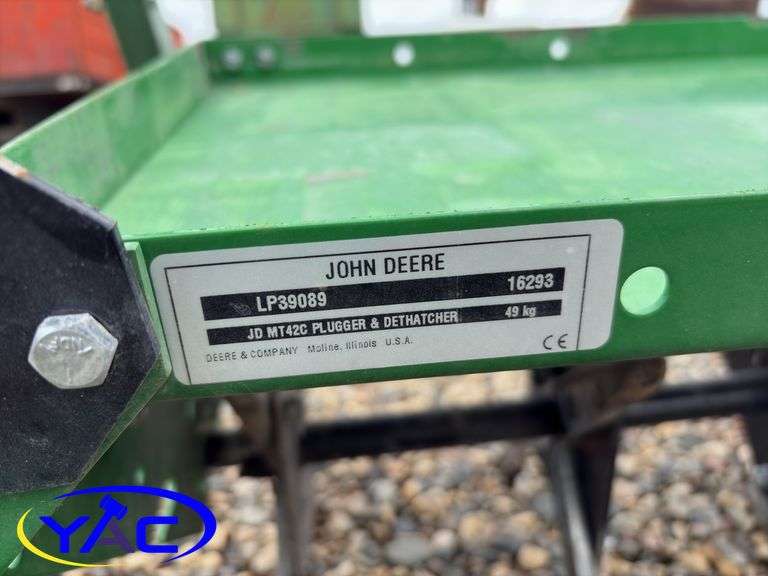 JOHN DEERE
LP39089 16293
JD MT42C PLUGGER & DETHATCHER 49 kg
DEERE & COMPANY Moline, Illinois U.S.A. CE
YAC